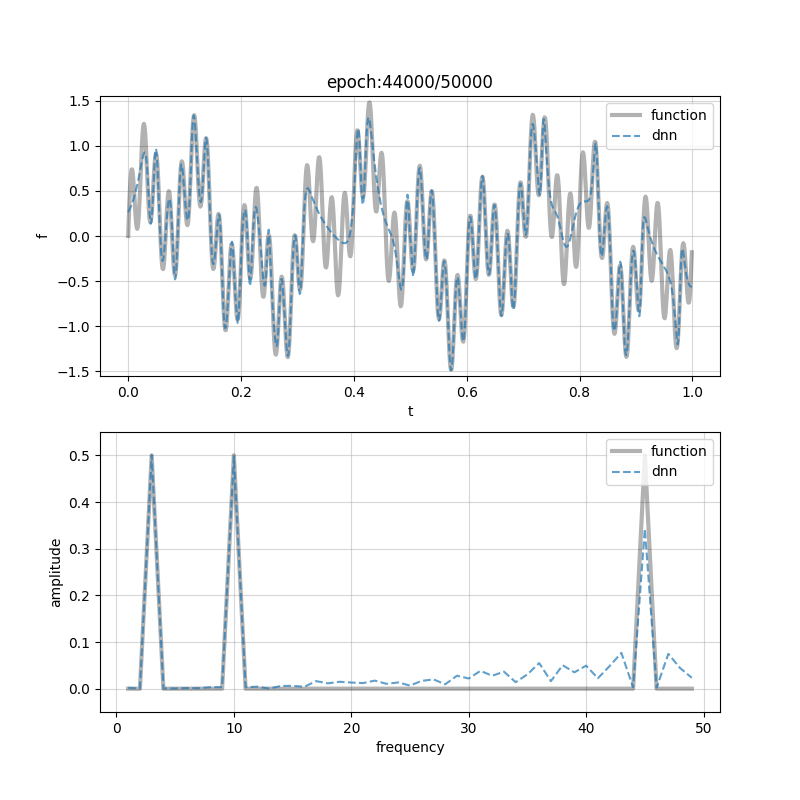 epoch:44000/50000
1.5
1.0
0.5
0.0
−0.5
−1.0
−1.5
f
function
dnn
0.0 0.2 0.4 0.6 0.8 1.0
t
0.5
0.4
0.3
0.2
0.1
0.0
amplitude
function
dnn
0 10 20 30 40 50
frequency